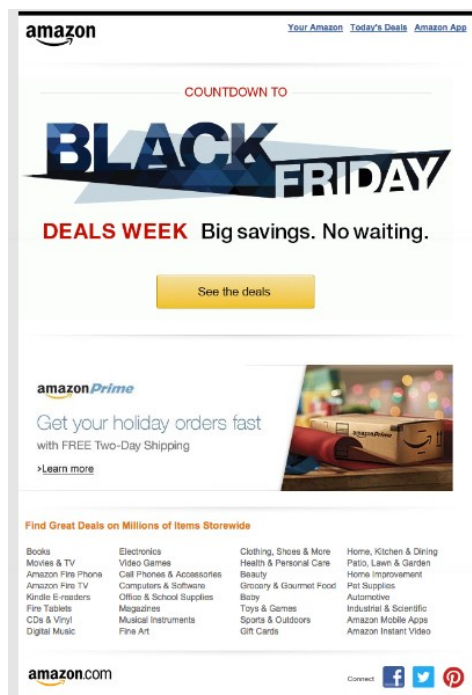 amazon
Your Amazon Today's Deals Amazon App
COUNTDOWN TO
BLACK
FRIDAY
DEALS WEEK Big savings. No waiting.
See the deals
amazonPrime
Get your holiday orders fast
with FREE Two-Day Shipping
>Learn more
amazonPrime
Find Great Deals on Millions of Items Storewide
Books Electronics Clothing, Shoes & More Home, Kitchen & Dining
Movies & TV Video Games Health & Personal Care Patio, Lawn & Garden
Amazon Fire Phone Cell Phones & Accessories Beauty Home Improvement
Amazon Fire TV Computers & Software Grocery & Gourmet Food Pet Supplies
Kindle E-readers Office & School Supplies Baby Automotive
Fire Tablets Magazines Toys & Games Industrial & Scientific
CDs & Vinyl Musical Instruments Sports & Outdoors Amazon Mobile Apps
Digital Music Fine Art Gift Cards Amazon Instant Video
amazon.com
Connect